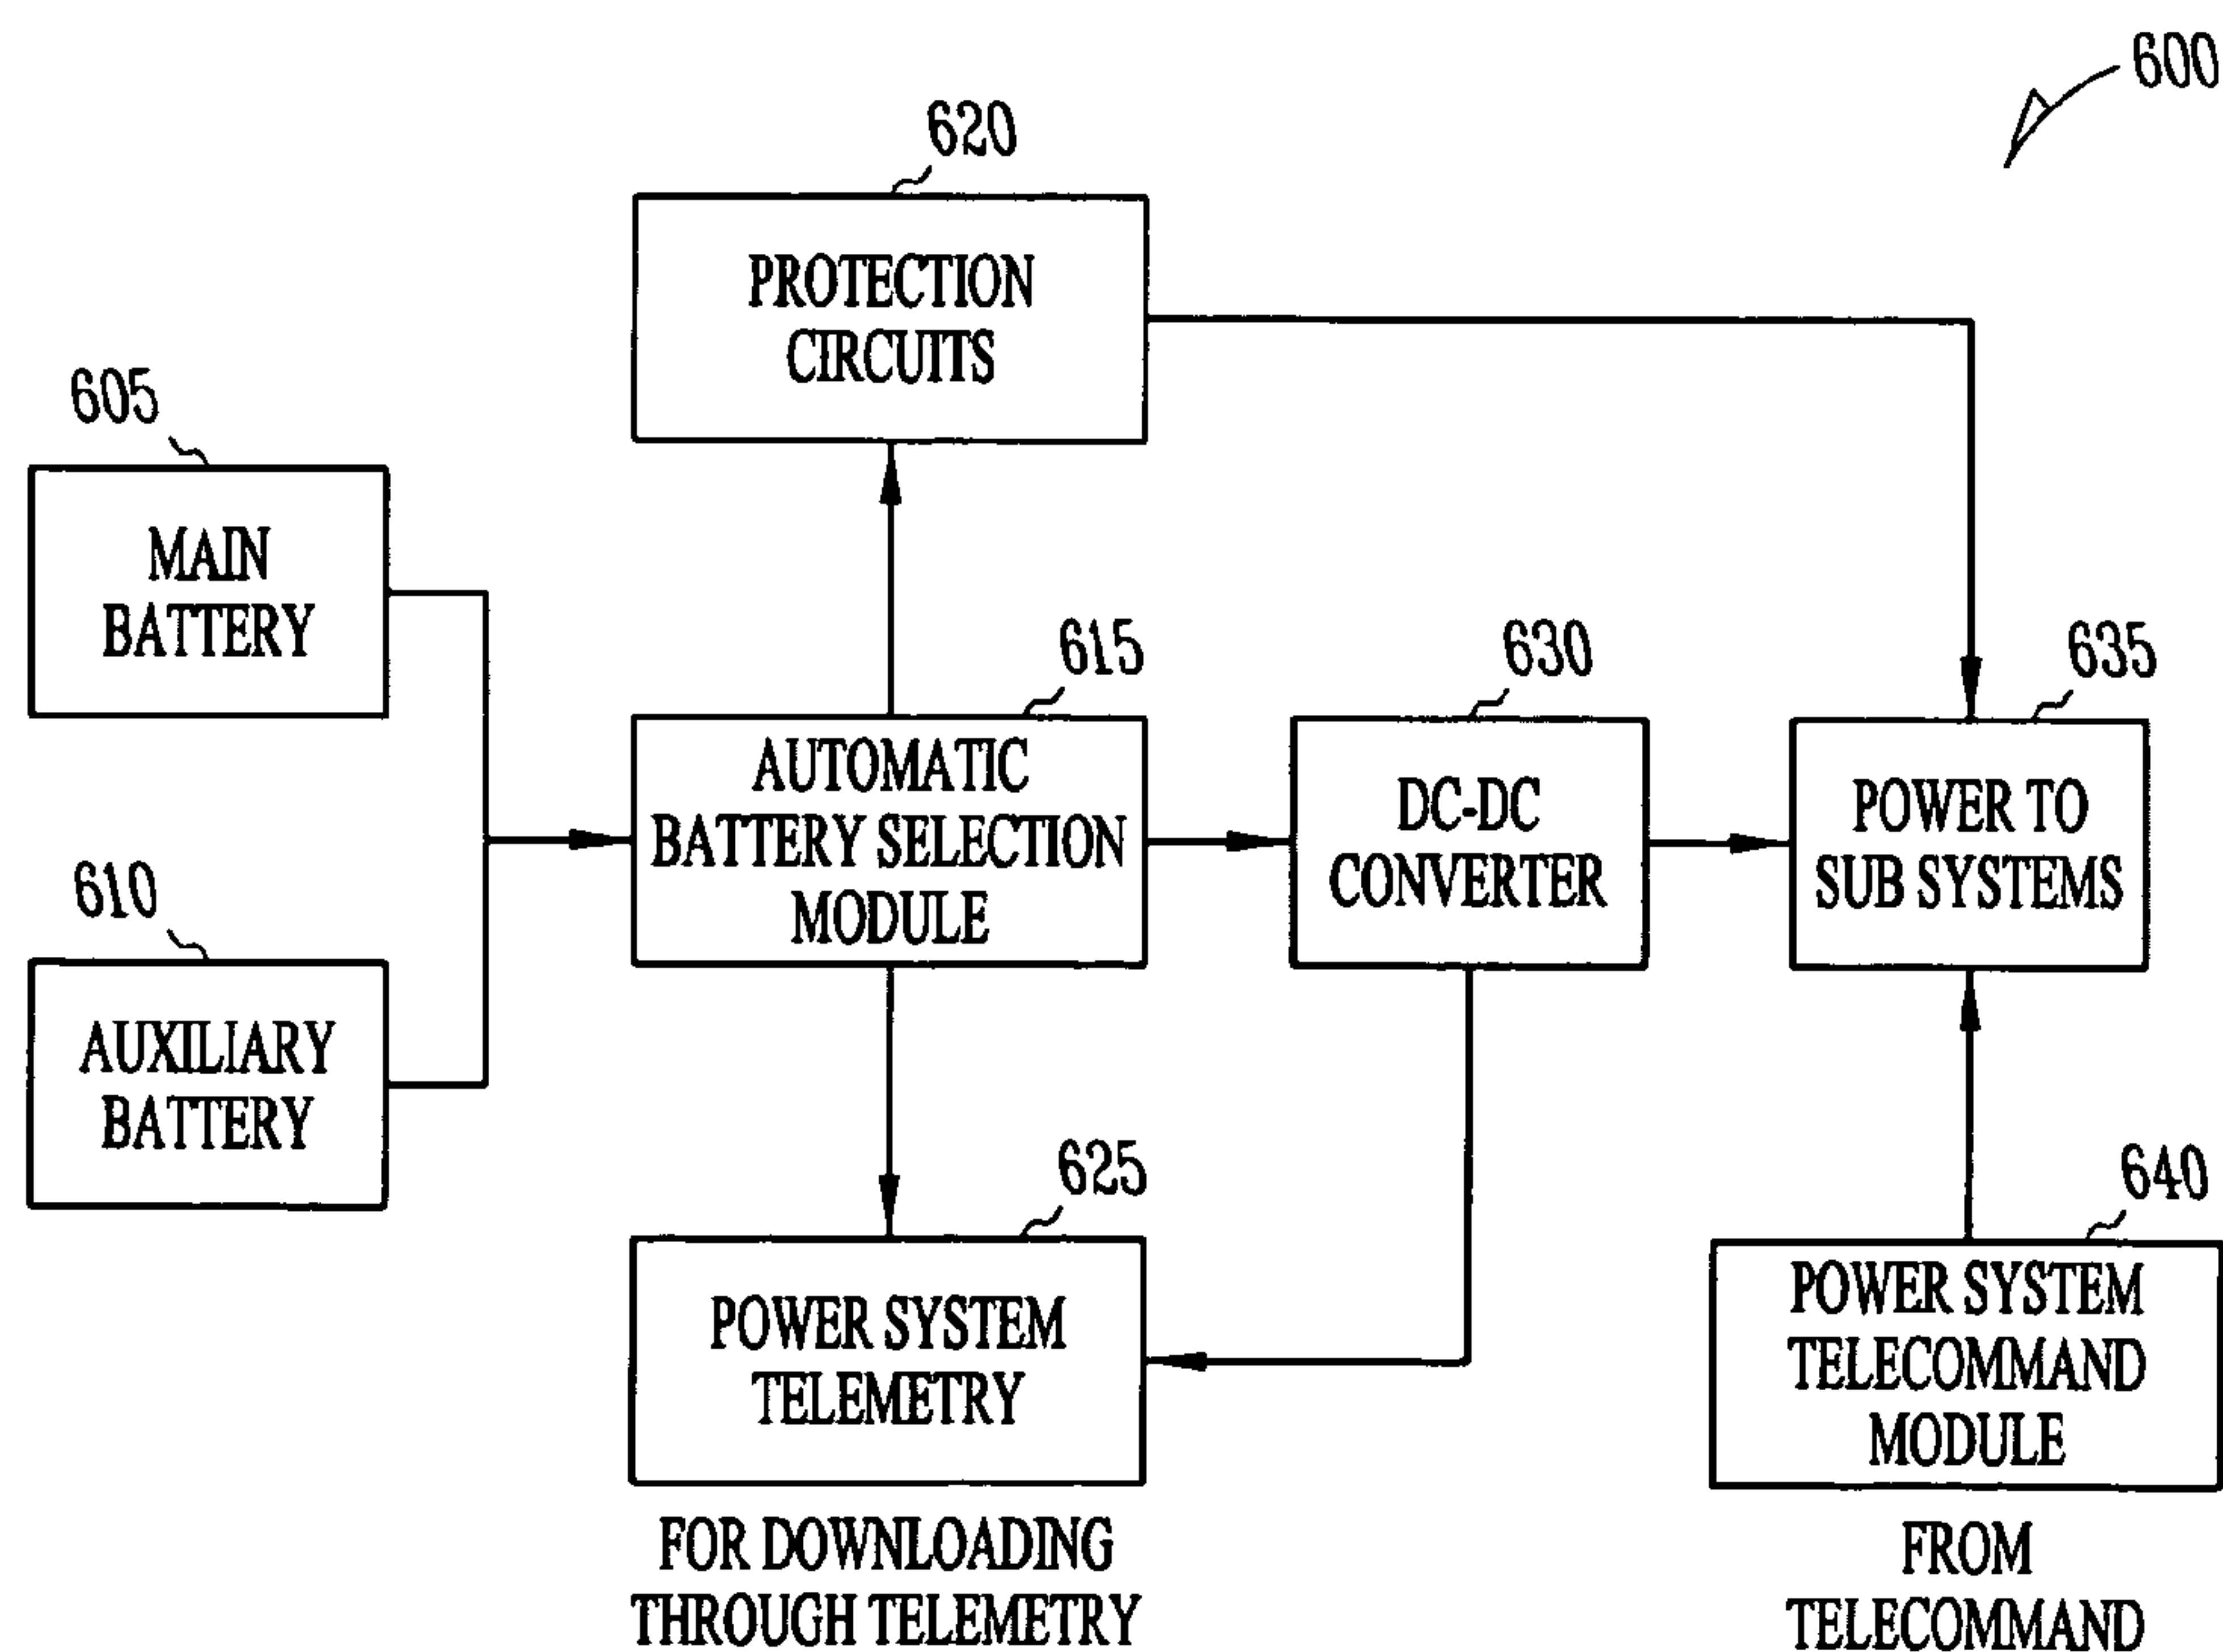 600
620
PROTECTION
CIRCUITS
605
MAIN
BATTERY
615
AUTOMATIC
BATTERY SELECTION
MODULE
630
DC-DC
CONVERTER
635
POWER TO
SUB SYSTEMS
610
AUXILIARY
BATTERY
625
POWER SYSTEM
TELEMETRY
FOR DOWNLOADING
THROUGH TELEMETRY
640
POWER SYSTEM
TELECOMMAND
MODULE
FROM
TELECOMMAND